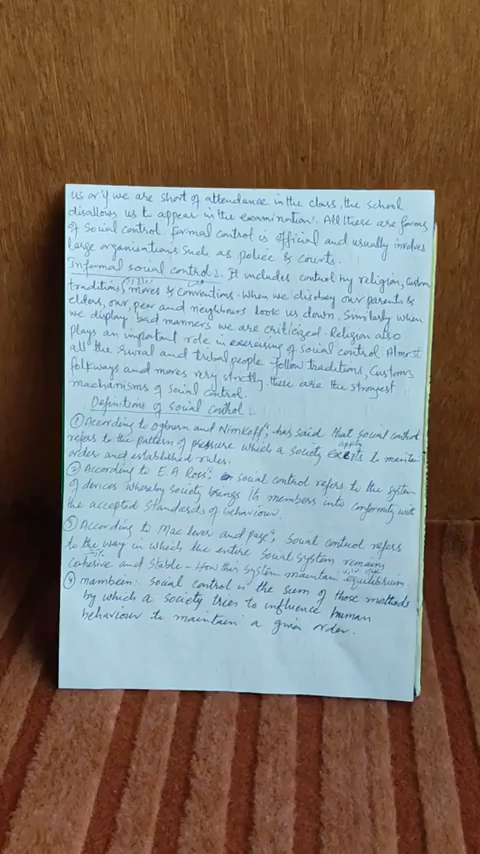 us or if we are short of attendance in the class, the school
disallows us to appear in the examination. All these are forms
of social control. Formal control is official and usually involves
large organisations such as police & courts.
Informal social control:. It includes control by religion, custom,
traditions, mores & conventions. When we disobey our parents &
elders, our, peer and neighbours look us down. Similarly when
we display bad manners we are criticized. Religion also
plays an important role in exercising of social control. Almost
all the rural and tribal people follow traditions, Customs
folkways and mores very strictly. these are the strongest
mechanisms of social control.
Definitions of Social control:
① According to Ogburn and Nimkoff, has said that social control
refers to the pattern of pressure which a society exerts to maintain
apply
order and established rules.
② According to E.A Ross: social control refers to the system
of devices whereby society brings its members into conformity with
the accepted standards of behaviour.
③ According to Mac Iver and page, Social control refers
to the way in which the entire social system remains
Cohesive and Stable - How this System maintain equilibrium.
④ mamheim: Social control is the sum of those methods
by which a society tries to influence human
behaviour to maintain a given order.